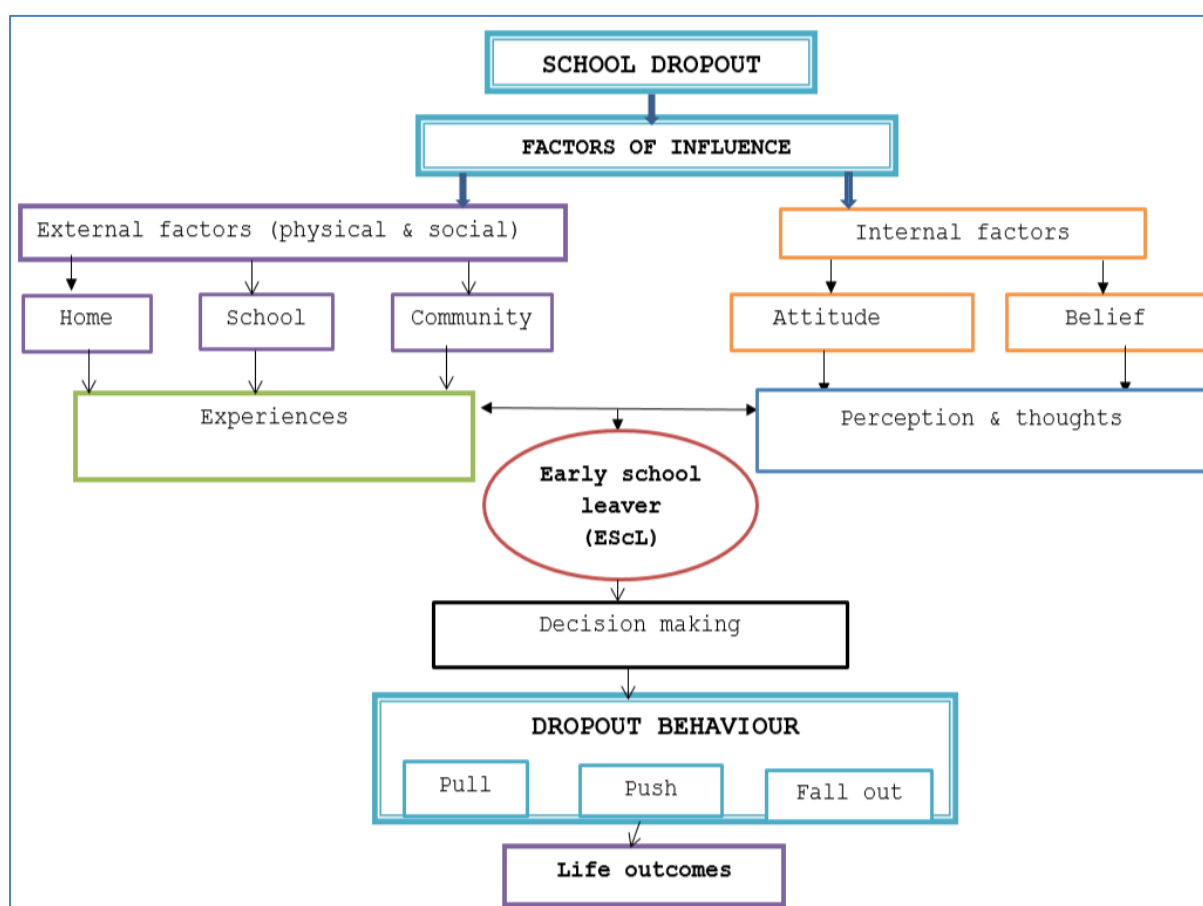 SCHOOL DROPOUT
FACTORS OF INFLUENCE
External factors (physical & social)
Internal factors
Home
School
Community
Attitude
Belief
Experiences
Perception & thoughts
Early school
leaver
(EScL)
Decision making
DROPOUT BEHAVIOUR
Pull
Push
Fall out
Life outcomes